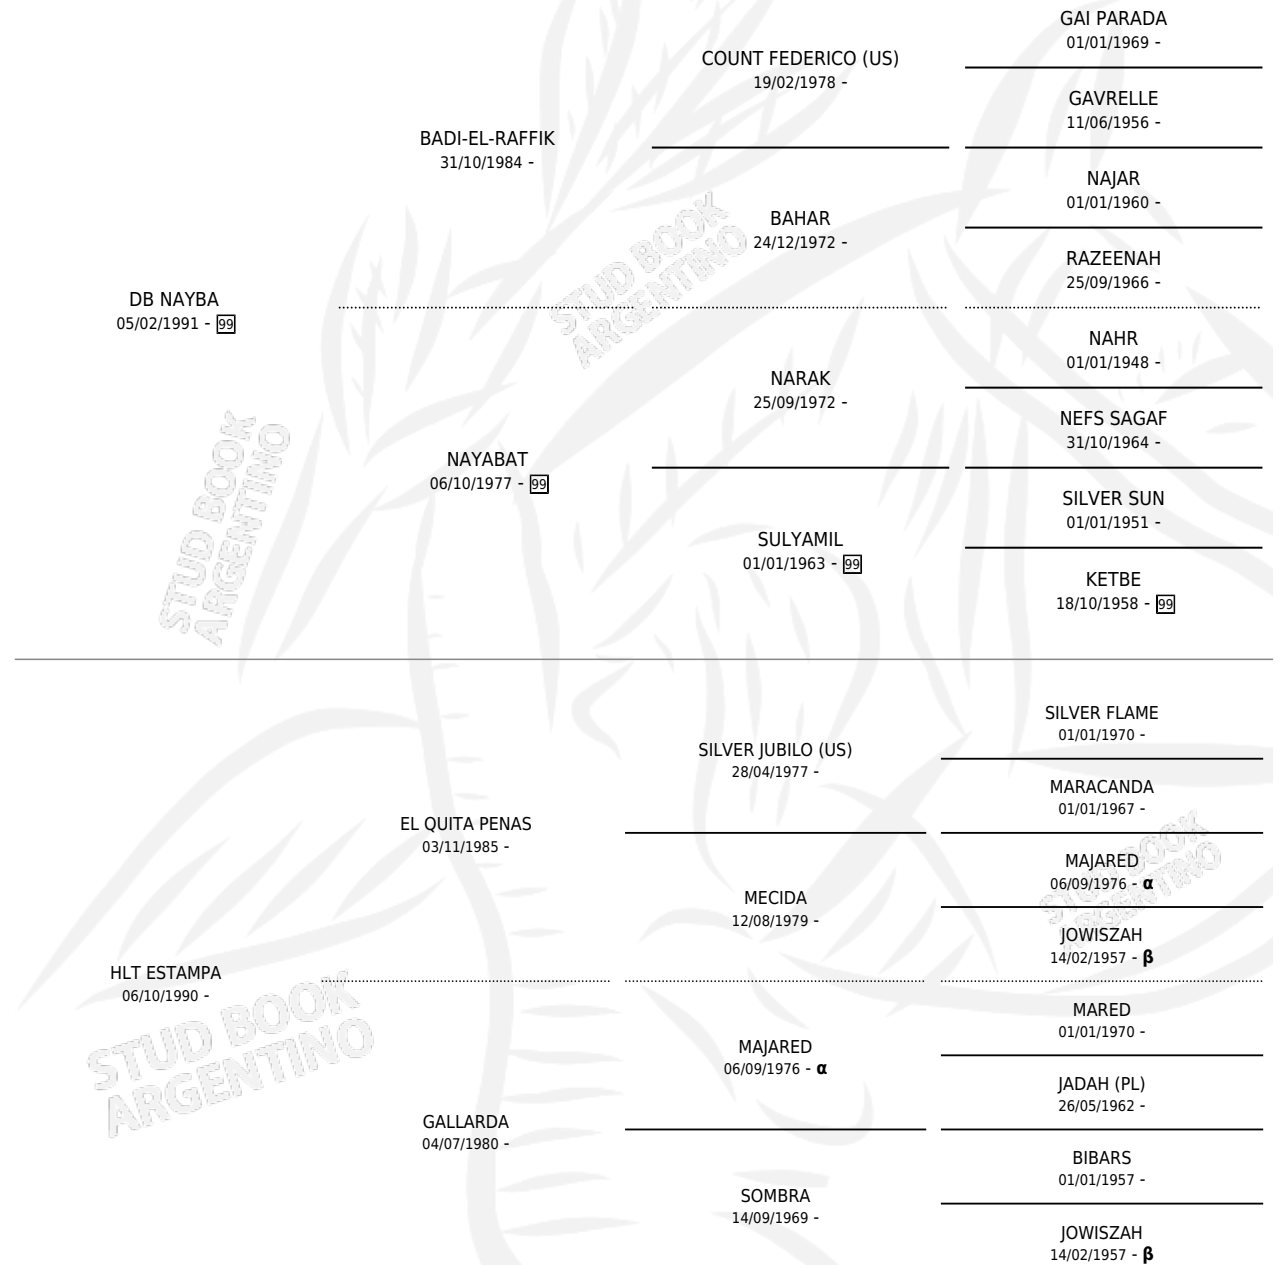 GAI PARADA
01/01/1969 -
COUNT FEDERICO (US)
19/02/1978 -
GAVRELLE
11/06/1956 -
BADI-EL-RAFFIK
31/10/1984 -
NAJAR
01/01/1960 -
BAHAR
24/12/1972 -
RAZEENAH
25/09/1966 -
DB NAYBA
05/02/1991 - 99
NAHR
01/01/1948 -
NARAK
25/09/1972 -
NEFS SAGAF
31/10/1964 -
NAYABAT
06/10/1977 - 99
SILVER SUN
01/01/1951 -
SULYAMIL
01/01/1963 - 99
KETBE
18/10/1958 - 99
SILVER FLAME
01/01/1970 -
SILVER JUBILO (US)
28/04/1977 -
MARACANDA
01/01/1967 -
EL QUITA PENAS
03/11/1985 -
MAJARED
06/09/1976 - α
MECIDA
12/08/1979 -
JOWISZAH
14/02/1957 - β
HLT ESTAMPA
06/10/1990 -
MARED
01/01/1970 -
MAJARED
06/09/1976 - α
JADAH (PL)
26/05/1962 -
GALLARDA
04/07/1980 -
BIBARS
01/01/1957 -
SOMBRA
14/09/1969 -
JOWISZAH
14/02/1957 - β
STUD BOOK
ARGENTINO
STUD BOOK
ARGENTINO
STUD BOOK
ARGENTINO
STUD BOOK
ARGENTINO